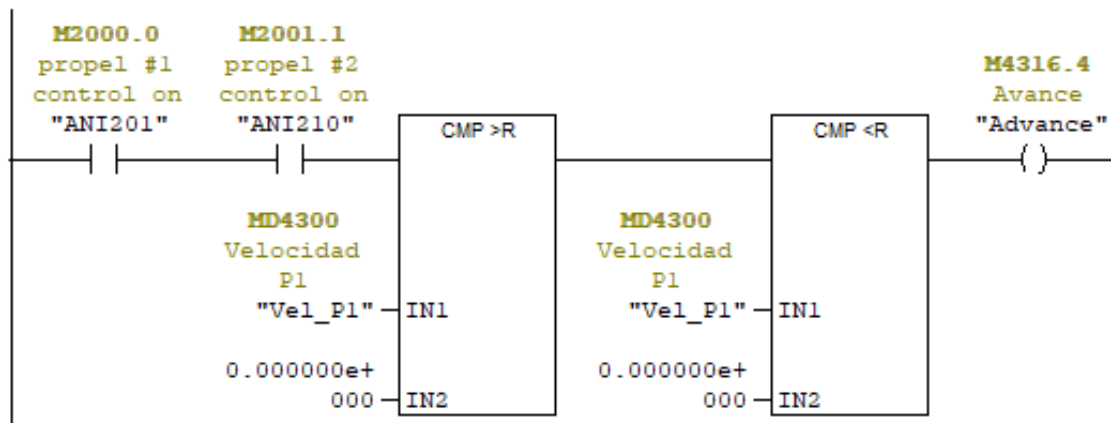 M2000.0
propel #1
control on
"ANI201"
M2001.1
propel #2
control on
"ANI210"
CMP >R
CMP <R
M4316.4
Avance
"Advance"
MD4300
Velocidad
P1
"Vel_P1"
IN1
0.000000e+
000
IN2
MD4300
Velocidad
P1
"Vel_P1"
IN1
0.000000e+
000
IN2